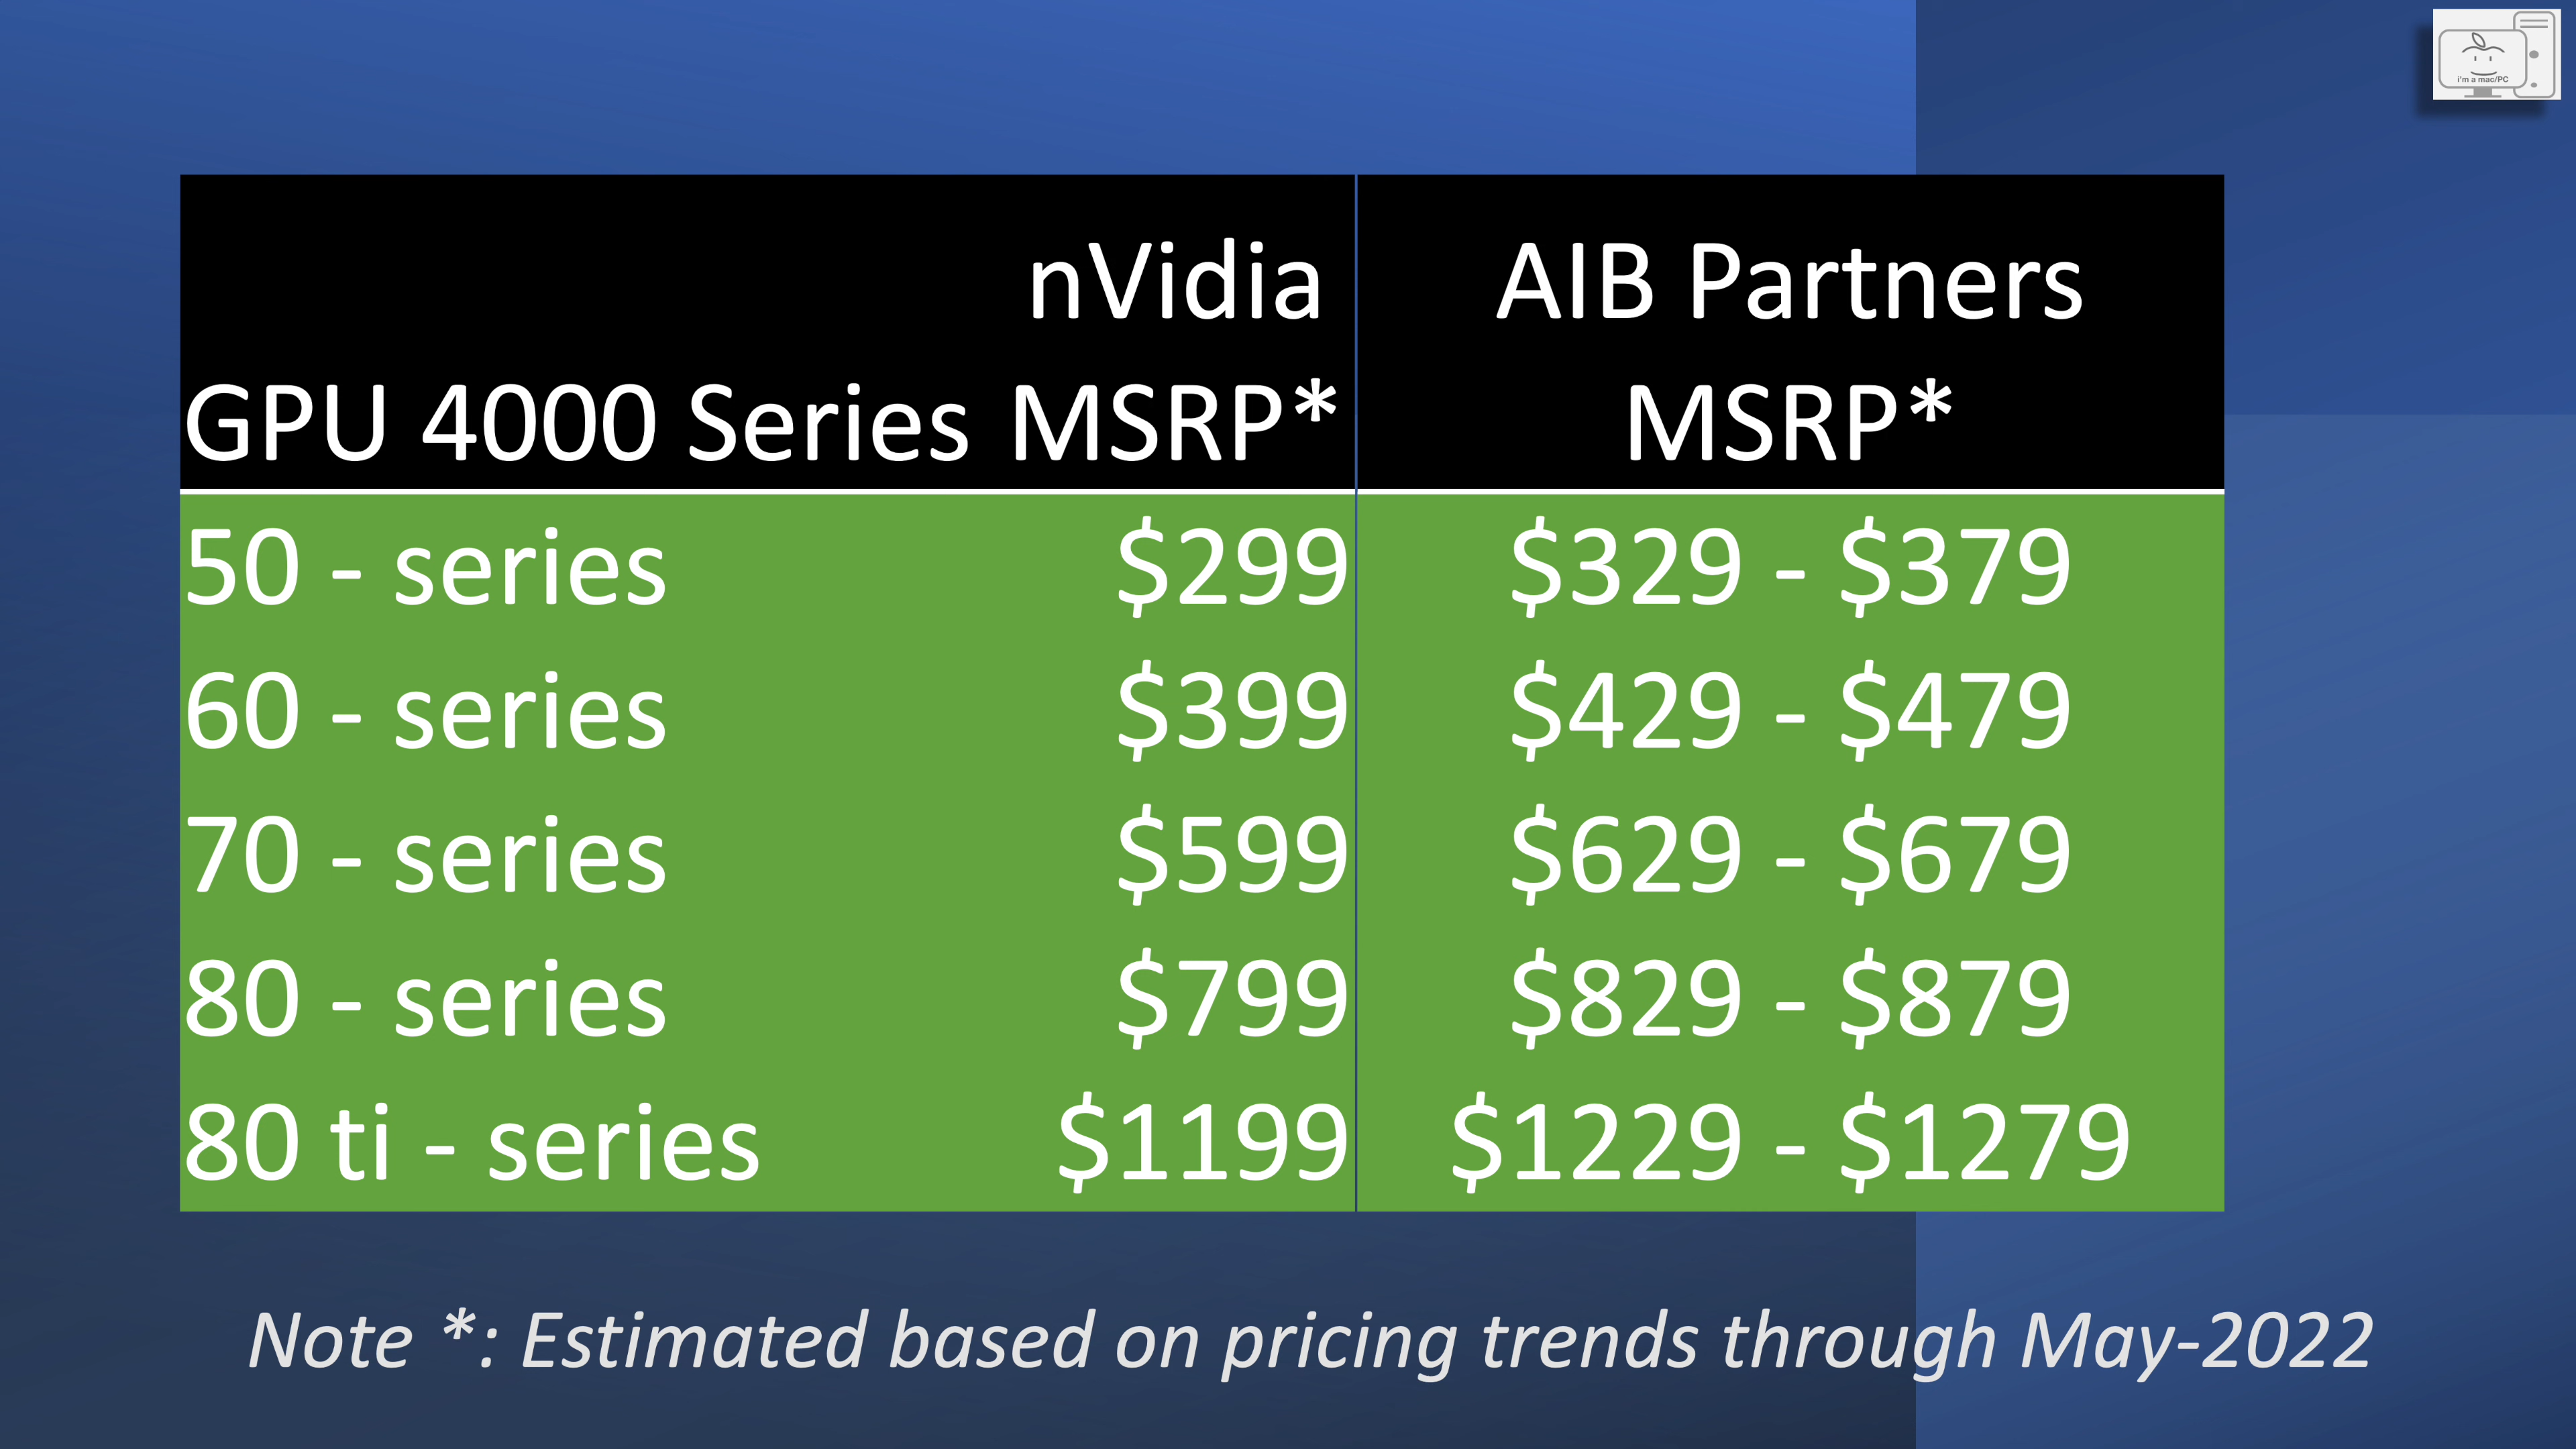 i'm a mac/PC
nVidia AIB Partners
GPU 4000 Series MSRP* MSRP*
50 - series $299 $329 - $379
60 - series $399 $429 - $479
70 - series $599 $629 - $679
80 - series $799 $829 - $879
80 ti - series $1199 $1229 - $1279
Note *: Estimated based on pricing trends through May-2022